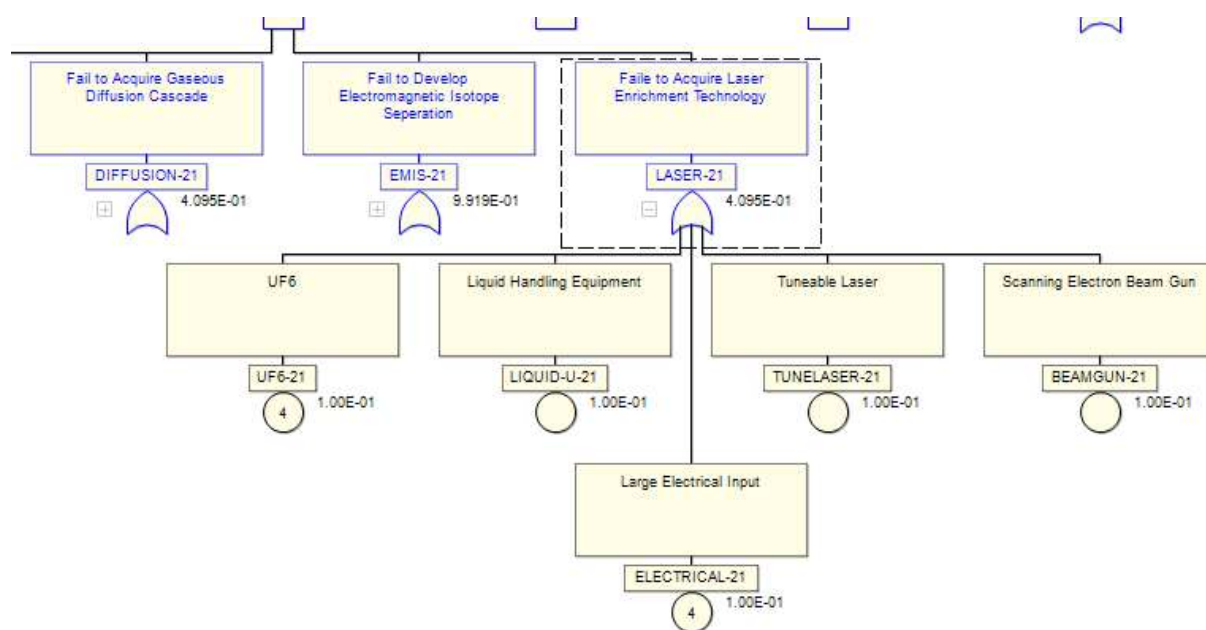 Fail to Acquire Gaseous
Diffusion Cascade
DIFFUSION-21
4.095E-01
Fail to Develop
Electromagnetic Isotope
Seperation
EMIS-21
9.919E-01
Faile to Acquire Laser
Enrichment Technology
LASER-21
4.095E-01
UF6
UF6-21
4
1.00E-01
Liquid Handling Equipment
LIQUID-U-21
1.00E-01
Tuneable Laser
TUNELASER-21
1.00E-01
Scanning Electron Beam Gun
BEAMGUN-21
1.00E-01
Large Electrical Input
ELECTRICAL-21
4
1.00E-01